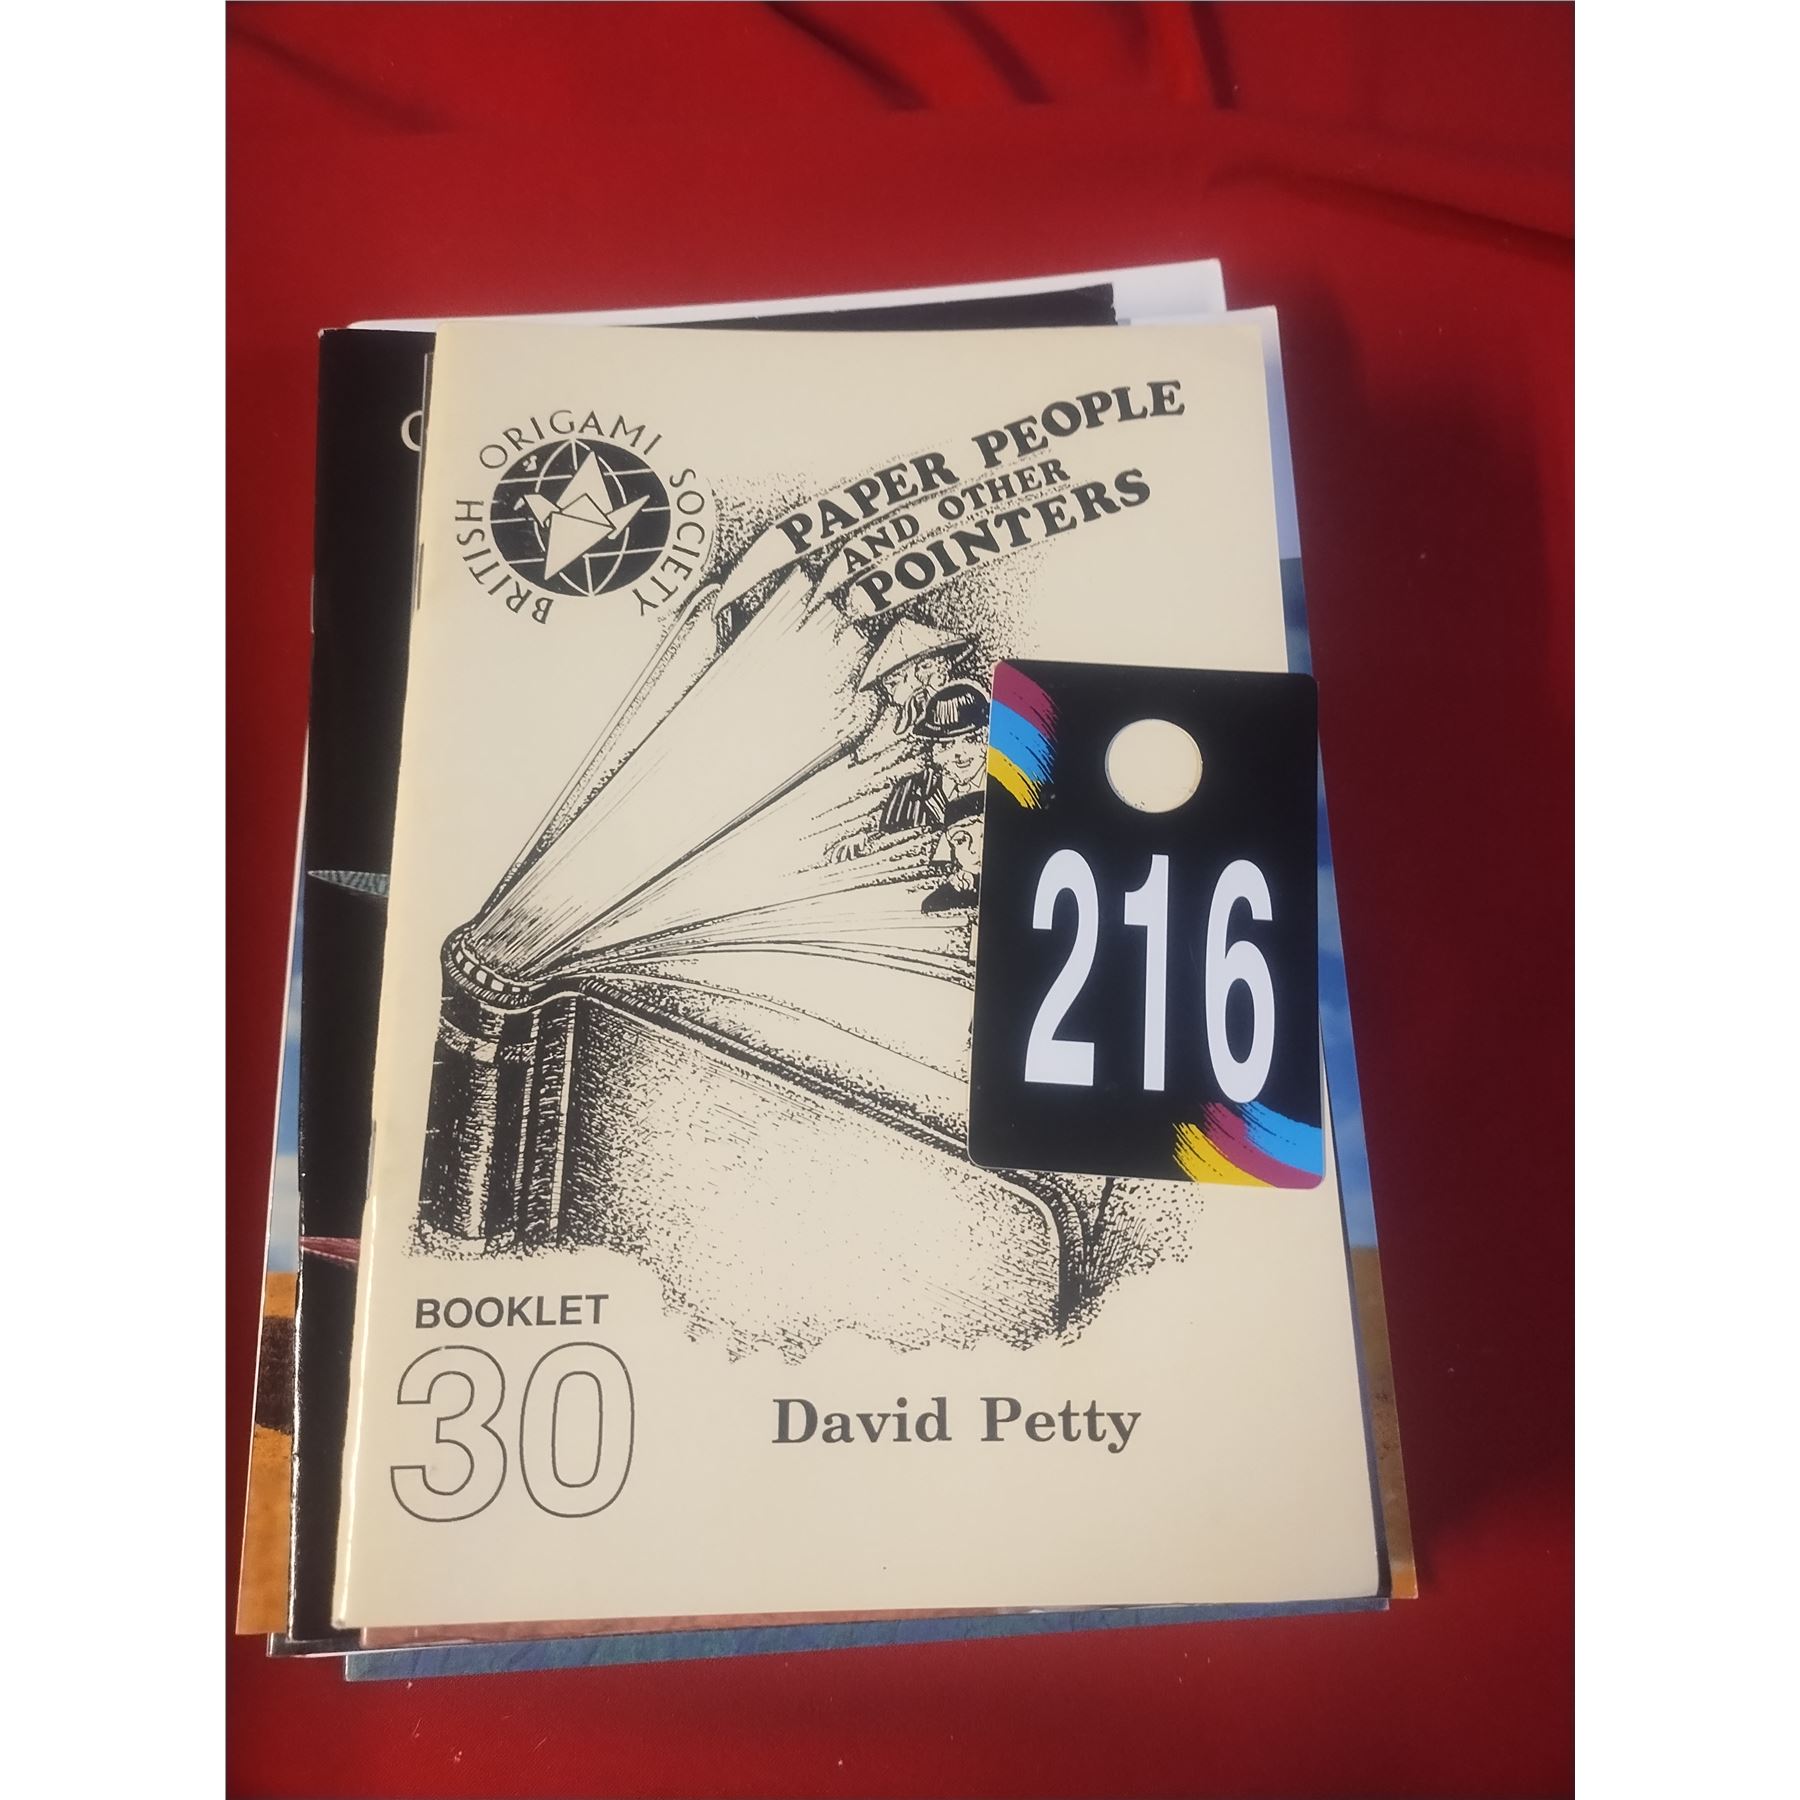 BRITISH ORIGAMI SOCIETY
PAPER PEOPLE
AND OTHER
POINTERS
216
BOOKLET
30
David Petty